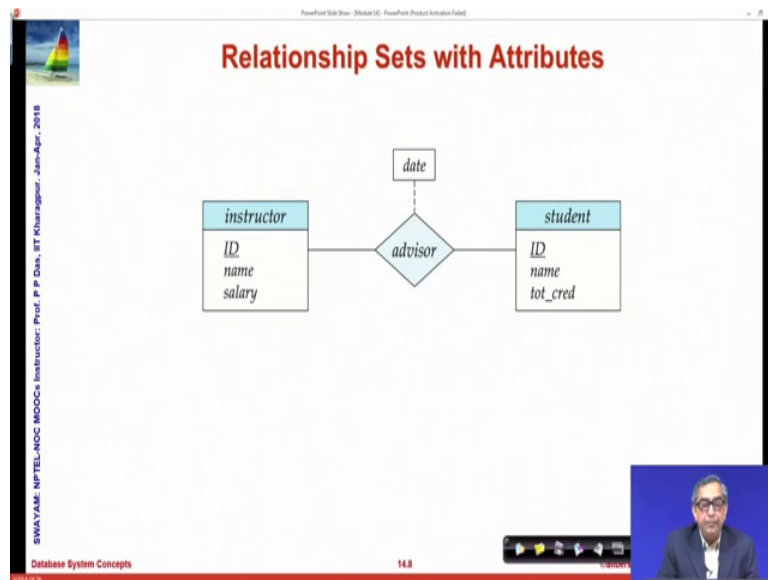 PowerPoint Slide Show - [Module 14] - PowerPoint (Product Activation Failed)
Relationship Sets with Attributes
SWAYAM: NPTEL-NOC MOOCs Instructor: Prof. P P Das, IIT Kharagpur. Jan-Apr, 2018
date
instructor
ID
name
salary
advisor
student
ID
name
tot_cred
Database System Concepts
14.8